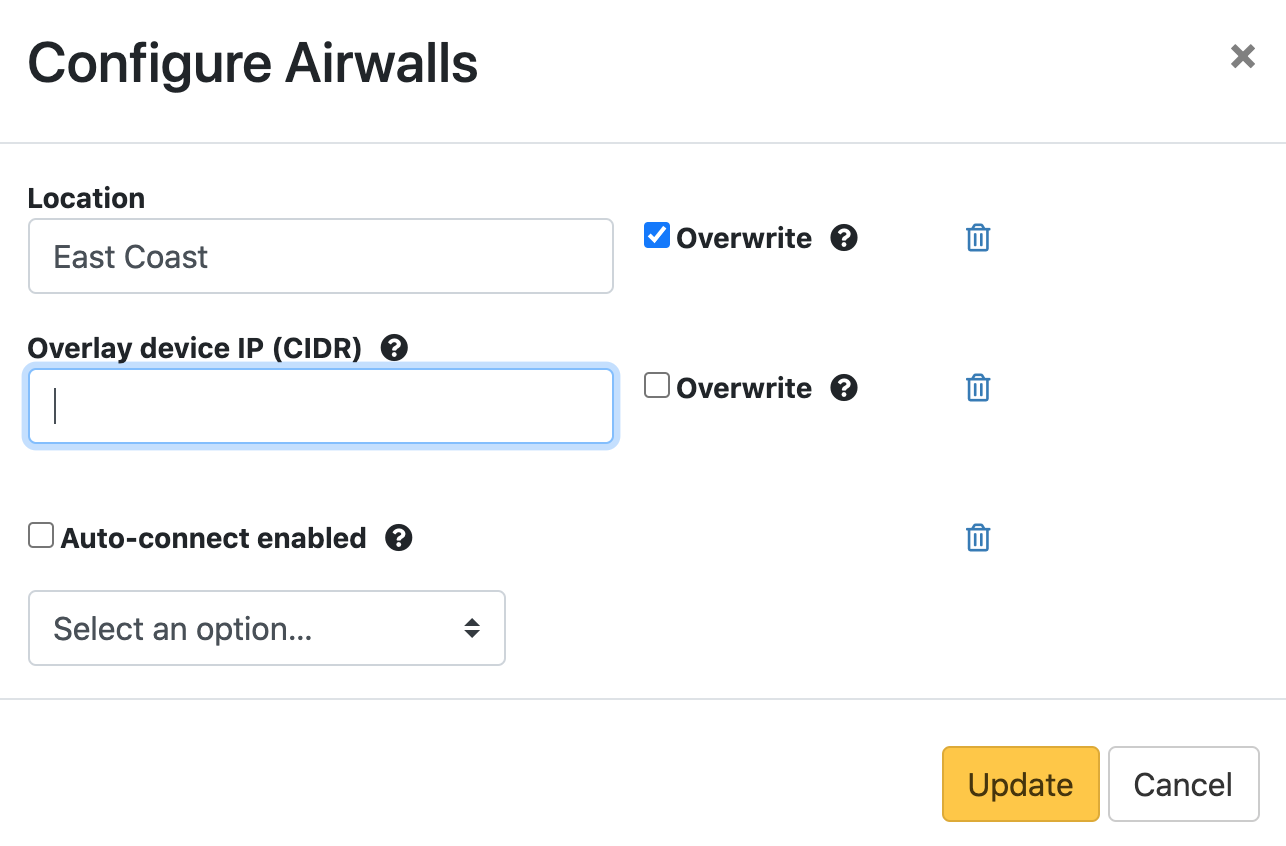 Configure Airwalls
Location
East Coast
Overwrite
Overlay device IP (CIDR)
Overwrite
Auto-connect enabled
Select an option...
Update
Cancel